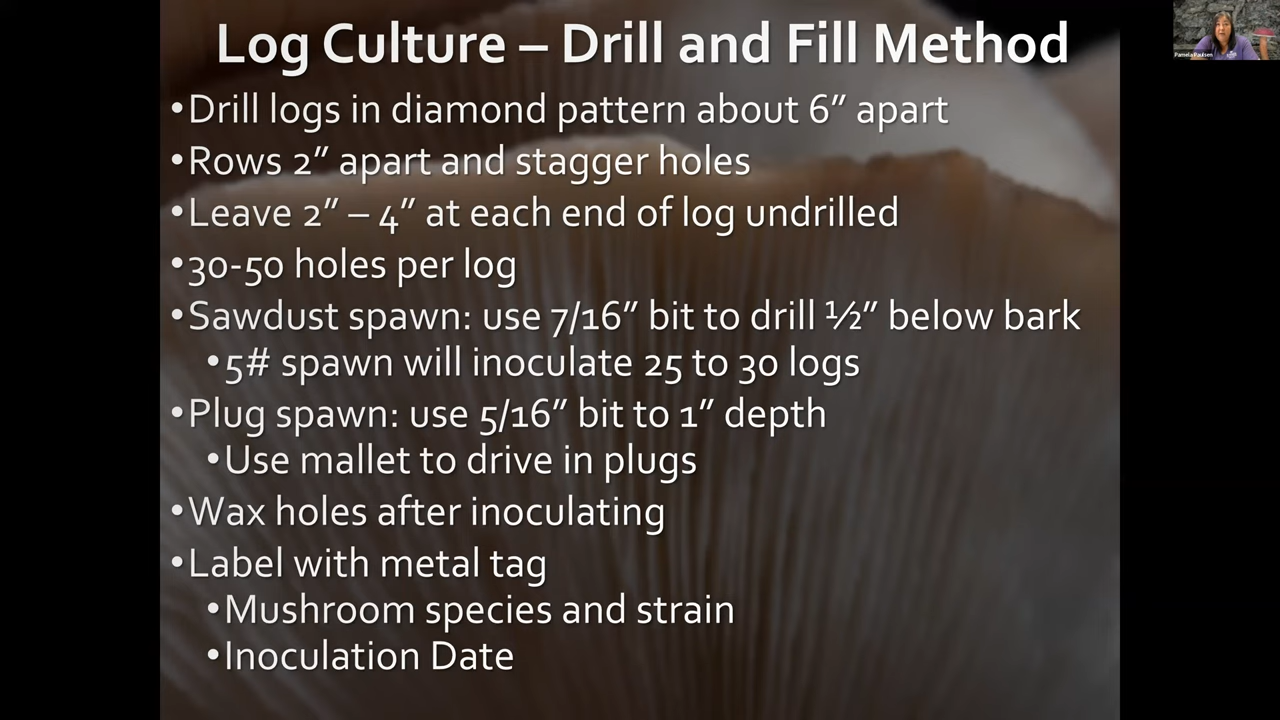 Log Culture – Drill and Fill Method
•Drill logs in diamond pattern about 6” apart
•Rows 2” apart and stagger holes
•Leave 2” – 4” at each end of log undrilled
•30-50 holes per log
•Sawdust spawn: use 7/16” bit to drill ½” below bark
•5# spawn will inoculate 25 to 30 logs
•Plug spawn: use 5/16” bit to 1” depth
•Use mallet to drive in plugs
•Wax holes after inoculating
•Label with metal tag
•Mushroom species and strain
•Inoculation Date
Pamela Paulsen